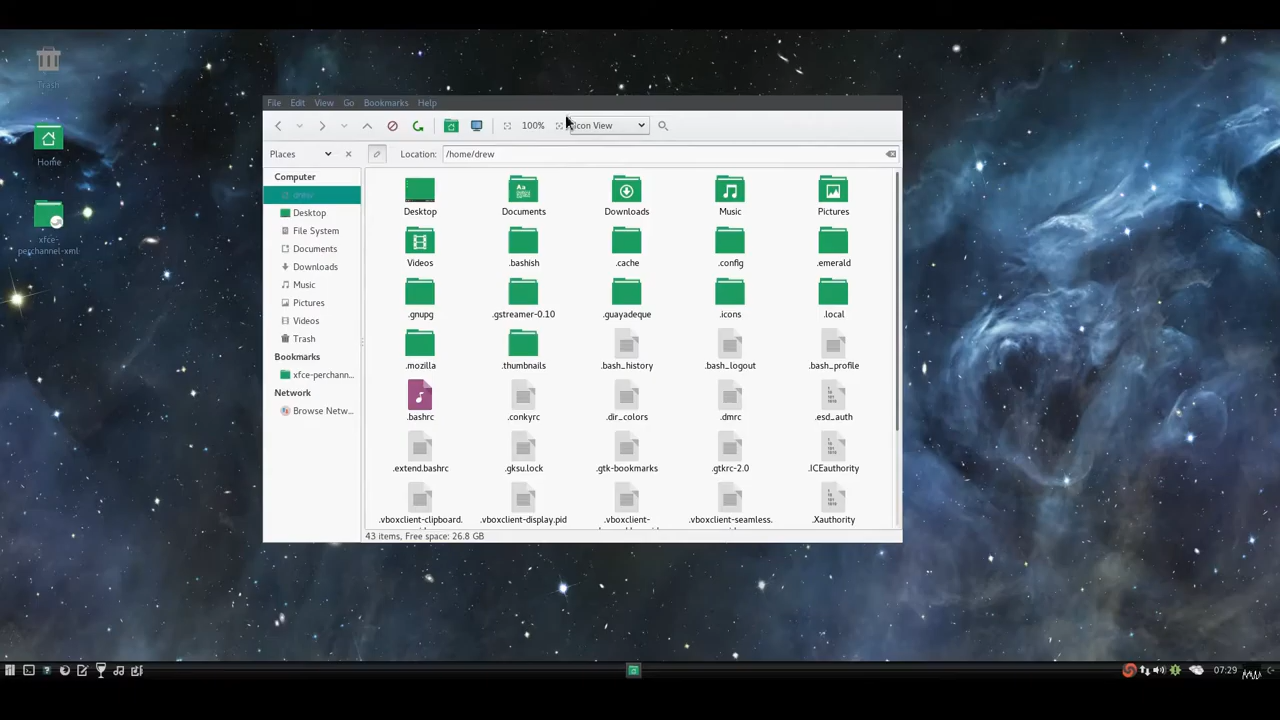 Trash
Home
xfce-
perchannel-xml
File Edit View Go Bookmarks Help
100% Icon View
Places Location: /home/drew
Computer
drew
Desktop
File System
Documents
Downloads
Music
Pictures
Videos
Trash
Bookmarks
xfce-perchann...
Network
Browse Netw...
Desktop Documents Downloads Music Pictures
Videos .bashish .cache .config .emerald
.gnupg .gstreamer-0.10 .guayadeque .icons .local
.mozilla .thumbnails .bash_history .bash_logout .bash_profile
.bashrc .conkyrc .dir_colors .dmrc .esd_auth
.extend.bashrc .gksu.lock .gtk-bookmarks .gtkrc-2.0 .ICEauthority
.vboxclient-clipboard. .vboxclient-display.pid .vboxclient- .vboxclient-seamless. .Xauthority
43 items, Free space: 26.8 GB
07:29